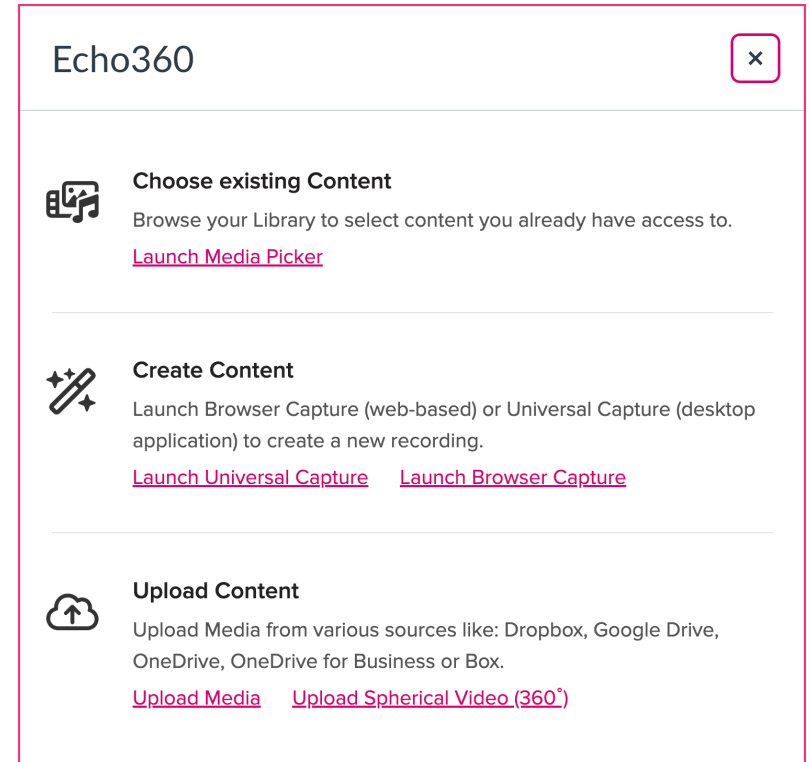 Echo360
Choose existing Content
Browse your Library to select content you already have access to.
Launch Media Picker
Create Content
Launch Browser Capture (web-based) or Universal Capture (desktop
application) to create a new recording.
Launch Universal Capture Launch Browser Capture
Upload Content
Upload Media from various sources like: Dropbox, Google Drive,
OneDrive, OneDrive for Business or Box.
Upload Media Upload Spherical Video (360˚)